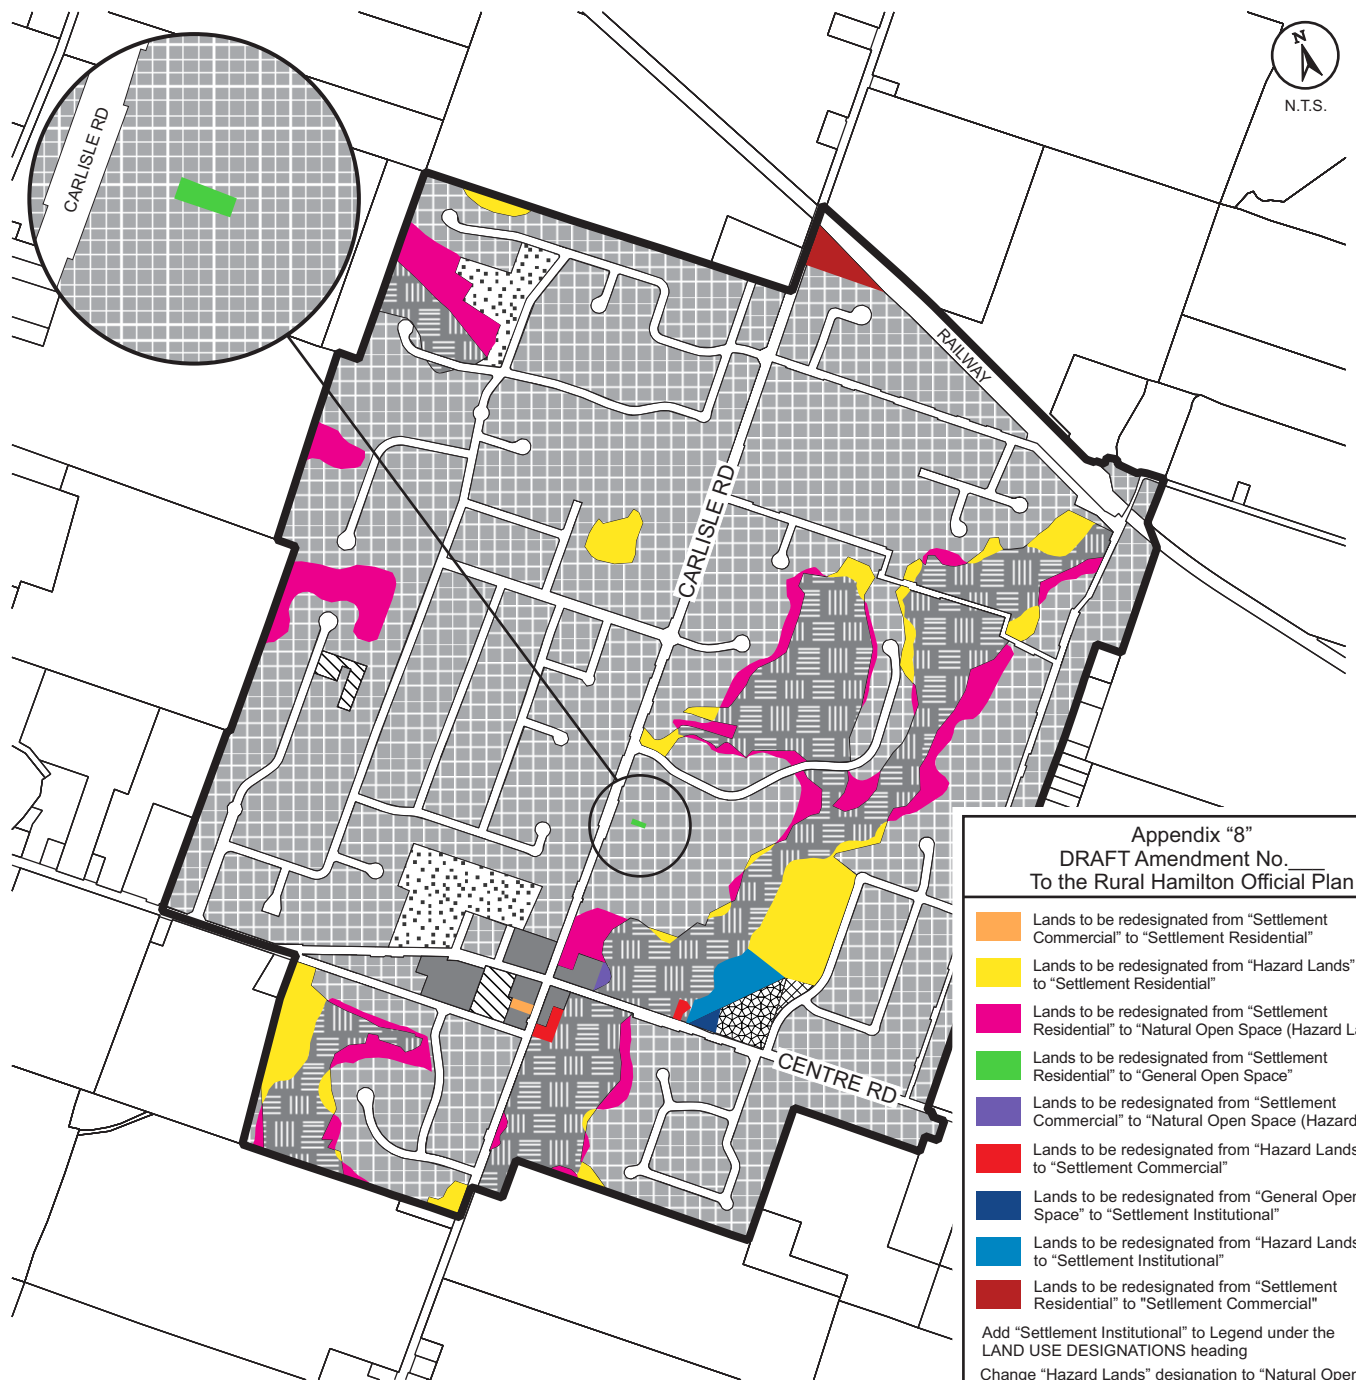 N
N.T.S.
CARLISLE RD
RAILWAY
CARLISLE RD
CENTRE RD
Appendix “8”
DRAFT Amendment No.___
To the Rural Hamilton Official Plan
Lands to be redesignated from “Settlement
Commercial” to “Settlement Residential”
Lands to be redesignated from “Hazard Lands”
to “Settlement Residential”
Lands to be redesignated from “Settlement
Residential” to “Natural Open Space (Hazard La
Lands to be redesignated from “Settlement
Residential” to “General Open Space”
Lands to be redesignated from “Settlement
Commercial” to “Natural Open Space (Hazard
Lands to be redesignated from “Hazard Lands
to “Settlement Commercial”
Lands to be redesignated from “General Open
Space” to “Settlement Institutional”
Lands to be redesignated from “Hazard Lands
to “Settlement Institutional”
Lands to be redesignated from “Settlement
Residential” to "Setllement Commercial"
Add “Settlement Institutional” to Legend under the
LAND USE DESIGNATIONS heading
Change “Hazard Lands” designation to “Natural Open